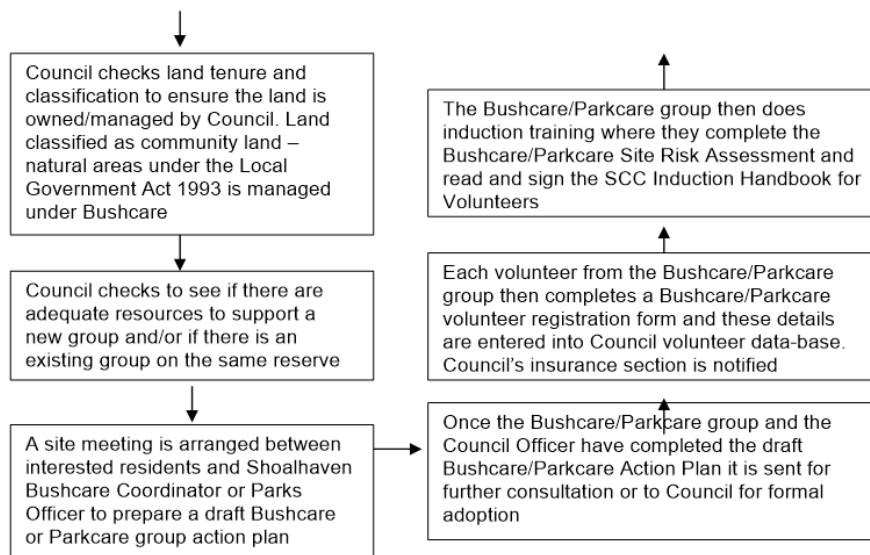 Council checks land tenure and
classification to ensure the land is
owned/managed by Council. Land
classified as community land –
natural areas under the Local
Government Act 1993 is managed
under Bushcare
Council checks to see if there are
adequate resources to support a
new group and/or if there is an
existing group on the same reserve
A site meeting is arranged between
interested residents and Shoalhaven
Bushcare Coordinator or Parks
Officer to prepare a draft Bushcare
or Parkcare group action plan
Once the Bushcare/Parkcare group and the
Council Officer have completed the draft
Bushcare/Parkcare Action Plan it is sent for
further consultation or to Council for formal
adoption
Each volunteer from the Bushcare/Parkcare
group then completes a Bushcare/Parkcare
volunteer registration form and these details
are entered into Council volunteer data-base.
Council's insurance section is notified
The Bushcare/Parkcare group then does
induction training where they complete the
Bushcare/Parkcare Site Risk Assessment and
read and sign the SCC Induction Handbook for
Volunteers